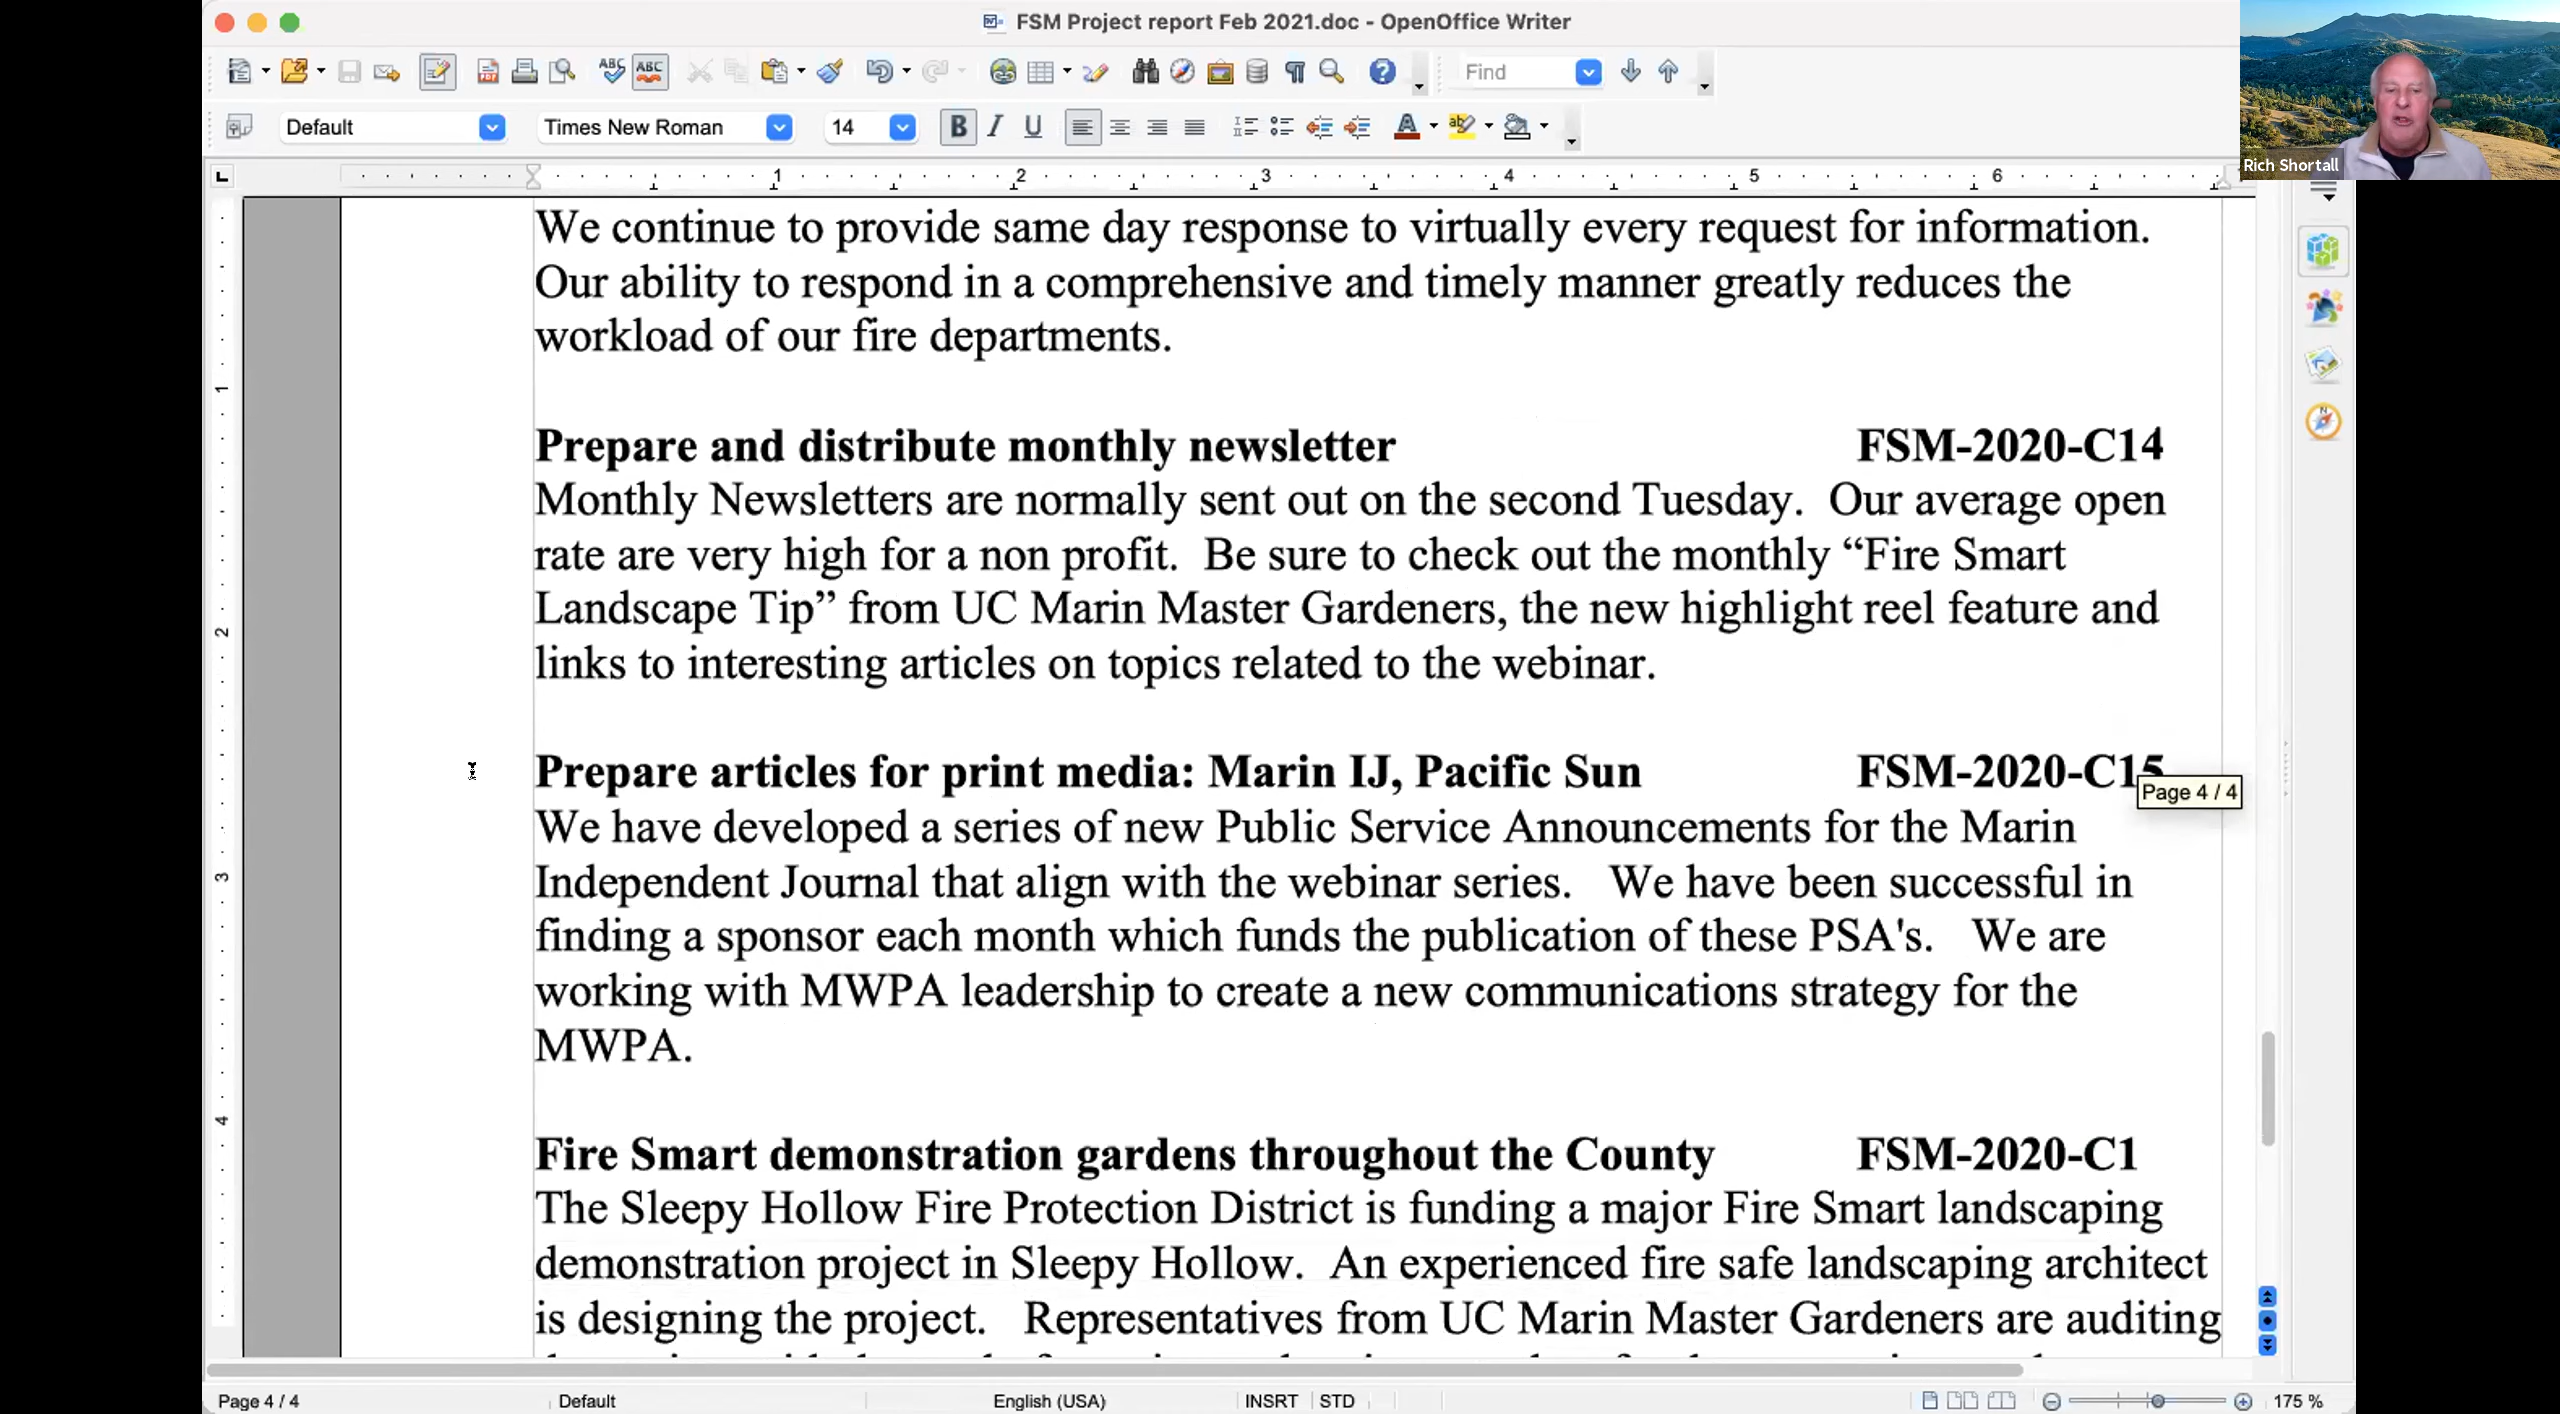 FSM Project report Feb 2021.doc - OpenOffice Writer
Find
Default
Times New Roman
14
B I U
Rich Shortall
1 2 3 4 5 6
We continue to provide same day response to virtually every request for information.
Our ability to respond in a comprehensive and timely manner greatly reduces the
workload of our fire departments.
Prepare and distribute monthly newsletter FSM-2020-C14
Monthly Newsletters are normally sent out on the second Tuesday. Our average open
rate are very high for a non profit. Be sure to check out the monthly “Fire Smart
Landscape Tip” from UC Marin Master Gardeners, the new highlight reel feature and
links to interesting articles on topics related to the webinar.
Prepare articles for print media: Marin IJ, Pacific Sun FSM-2020-C15
Page 4 / 4
We have developed a series of new Public Service Announcements for the Marin
Independent Journal that align with the webinar series. We have been successful in
finding a sponsor each month which funds the publication of these PSA's. We are
working with MWPA leadership to create a new communications strategy for the
MWPA.
Fire Smart demonstration gardens throughout the County FSM-2020-C1
The Sleepy Hollow Fire Protection District is funding a major Fire Smart landscaping
demonstration project in Sleepy Hollow. An experienced fire safe landscaping architect
is designing the project. Representatives from UC Marin Master Gardeners are auditing
1
2
3
4
Page 4 / 4 Default English (USA) INSRT STD 175 %